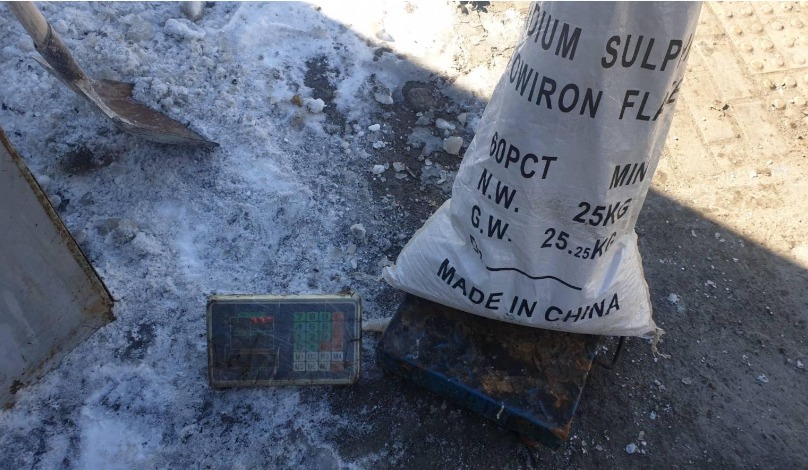 DIUM SULP
OWIRON FLA
60PCT MIN
N.W. 25KG
G.W. 25.25KG
MADE IN CHINA